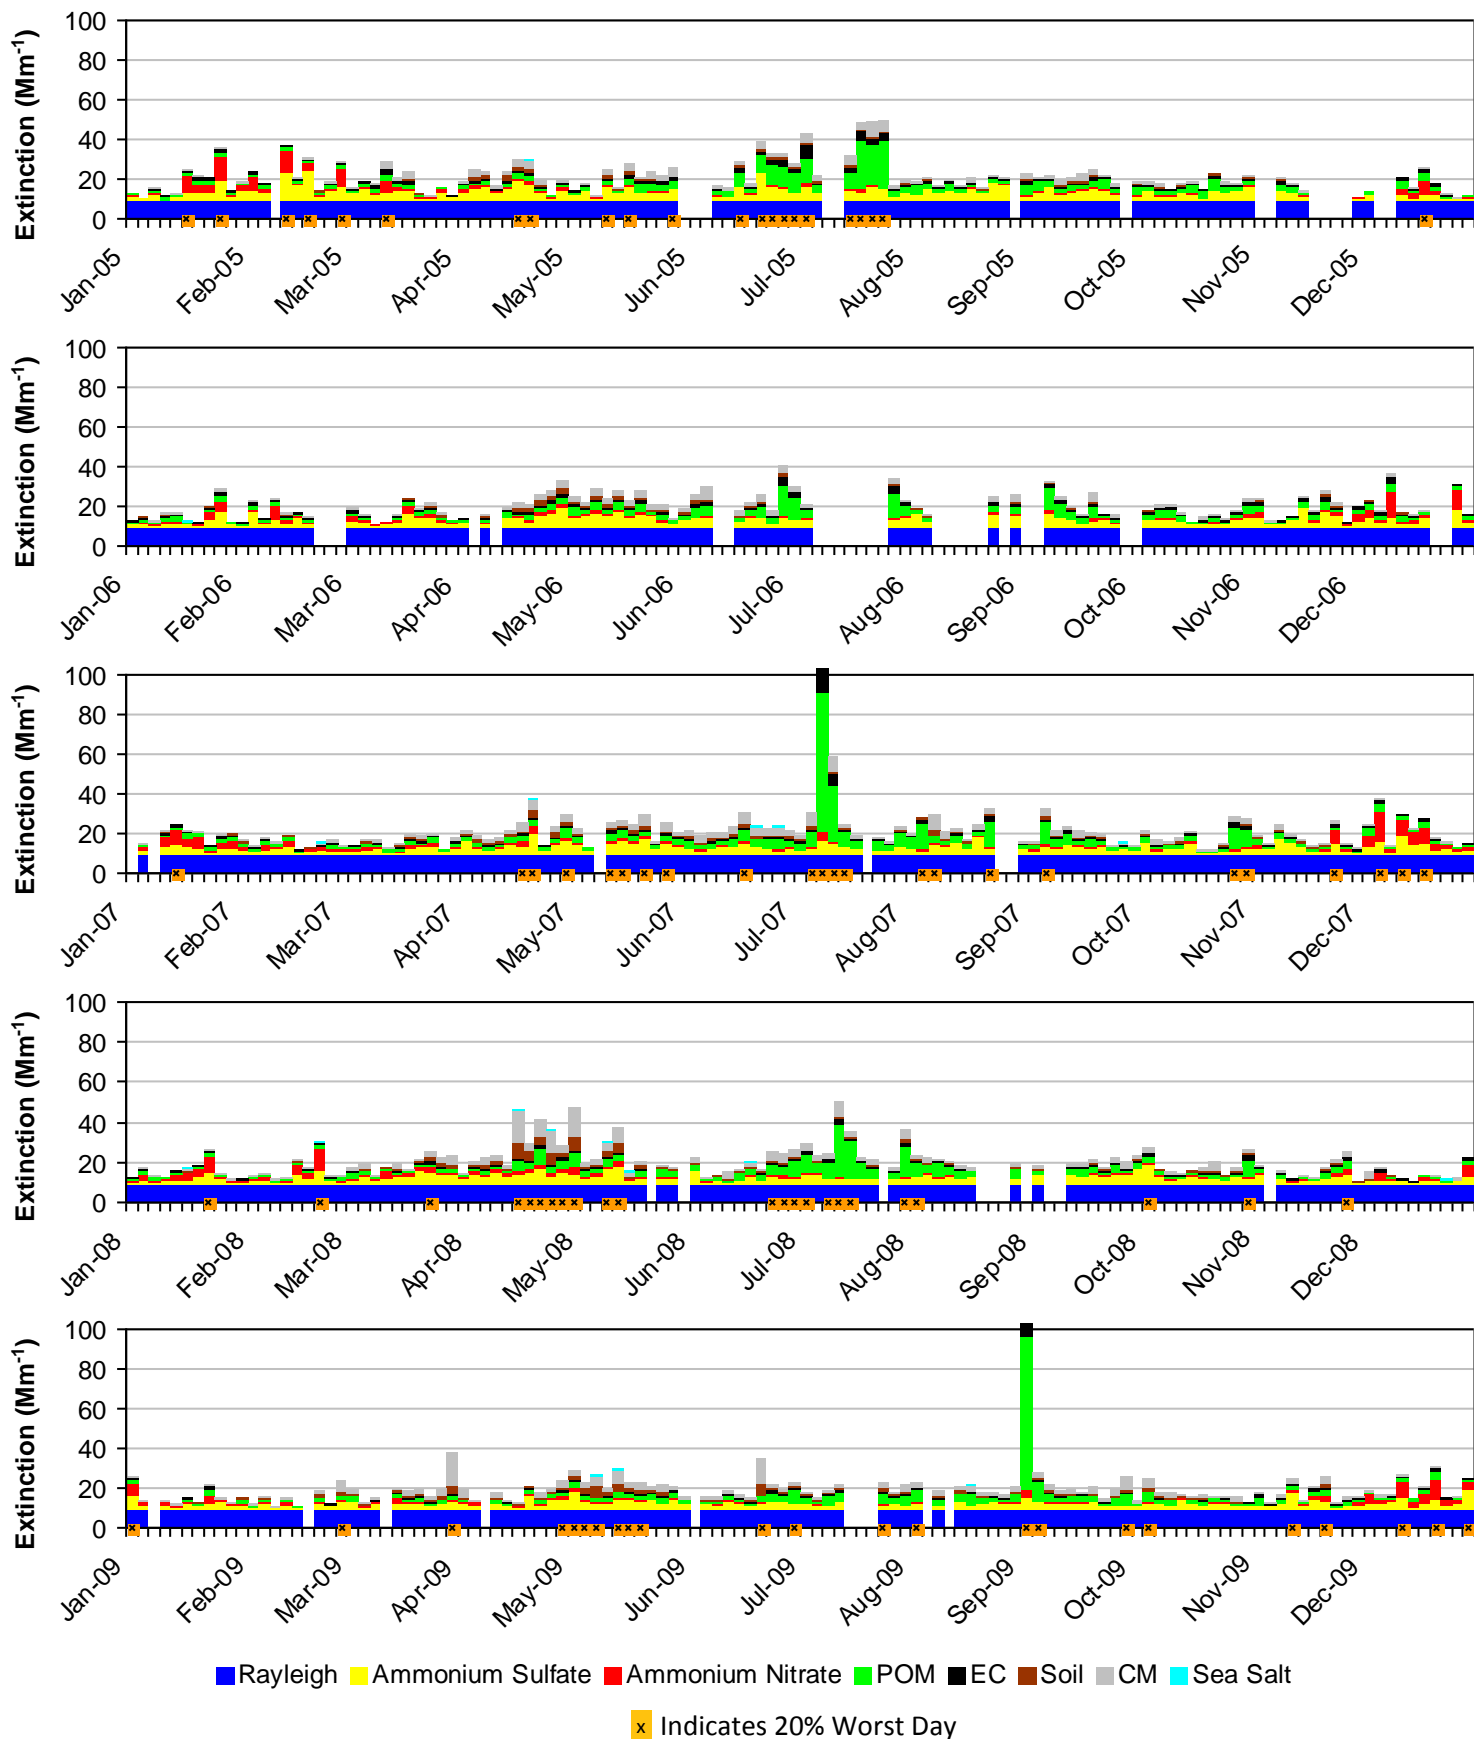 Extinction (Mm⁻¹)
100
80
60
40
20
0
Jan-05 Feb-05 Mar-05 Apr-05 May-05 Jun-05 Jul-05 Aug-05 Sep-05 Oct-05 Nov-05 Dec-05
Extinction (Mm⁻¹)
100
80
60
40
20
0
Jan-06 Feb-06 Mar-06 Apr-06 May-06 Jun-06 Jul-06 Aug-06 Sep-06 Oct-06 Nov-06 Dec-06
Extinction (Mm⁻¹)
100
80
60
40
20
0
Jan-07 Feb-07 Mar-07 Apr-07 May-07 Jun-07 Jul-07 Aug-07 Sep-07 Oct-07 Nov-07 Dec-07
Extinction (Mm⁻¹)
100
80
60
40
20
0
Jan-08 Feb-08 Mar-08 Apr-08 May-08 Jun-08 Jul-08 Aug-08 Sep-08 Oct-08 Nov-08 Dec-08
Extinction (Mm⁻¹)
100
80
60
40
20
0
Jan-09 Feb-09 Mar-09 Apr-09 May-09 Jun-09 Jul-09 Aug-09 Sep-09 Oct-09 Nov-09 Dec-09
Rayleigh Ammonium Sulfate Ammonium Nitrate POM EC Soil CM Sea Salt
x Indicates 20% Worst Day